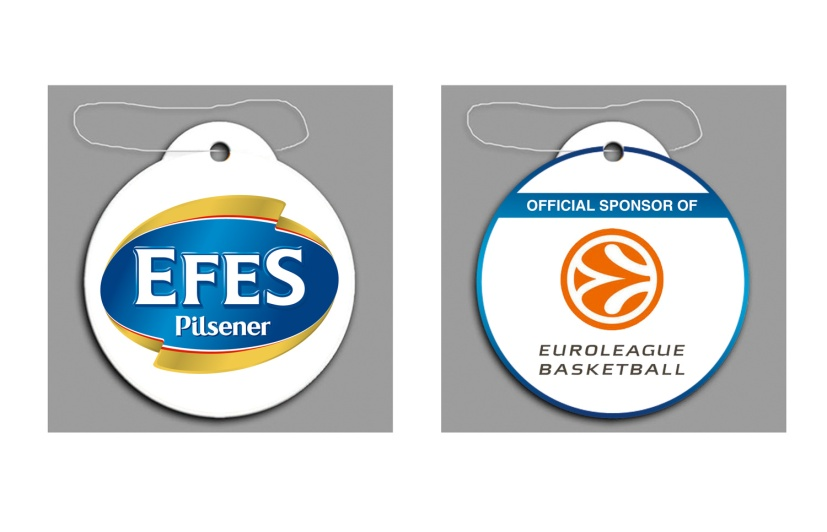 EFES
Pilsener
OFFICIAL SPONSOR OF
EUROLEAGUE
BASKETBALL